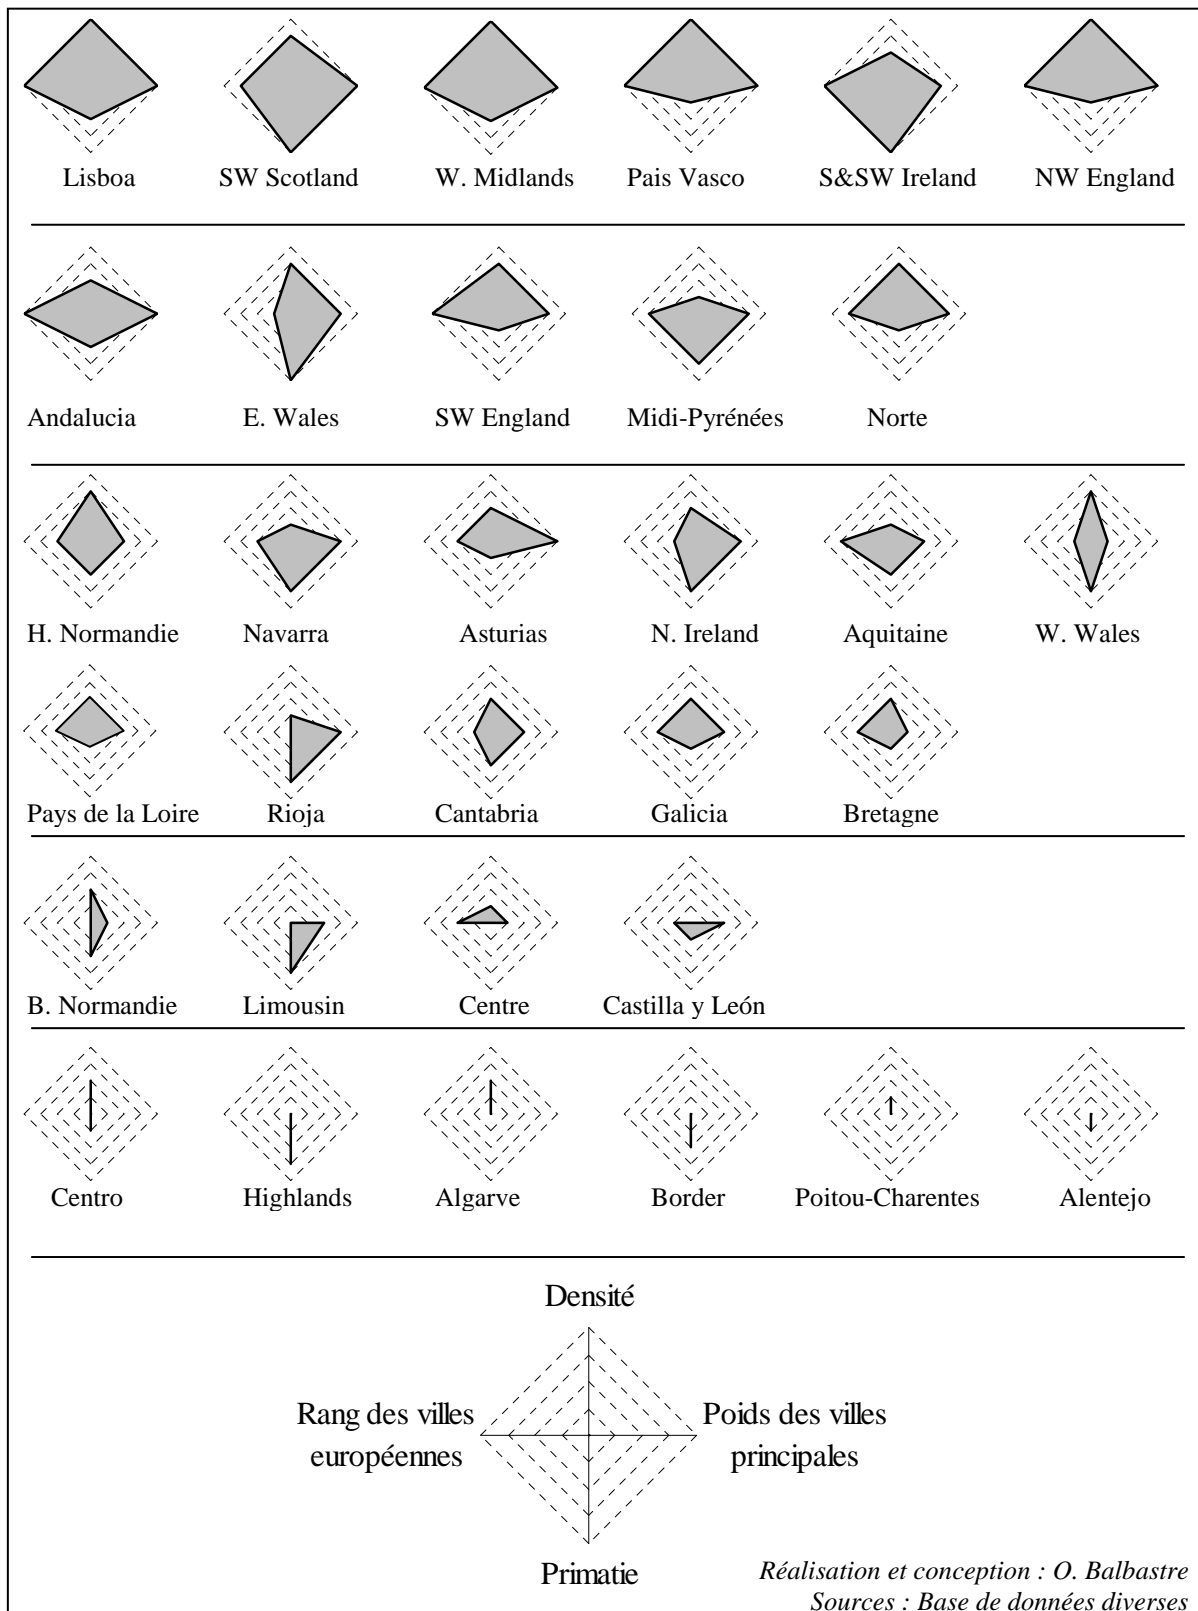 Lisboa SW Scotland W. Midlands Pais Vasco S&SW Ireland NW England
Andalucia E. Wales SW England Midi-Pyrénées Norte
H. Normandie Navarra Asturias N. Ireland Aquitaine W. Wales
Pays de la Loire Rioja Cantabria Galicia Bretagne
B. Normandie Limousin Centre Castilla y León
Centro Highlands Algarve Border Poitou-Charentes Alentejo
Densité
Rang des villes
européennes
Poids des villes
principales
Primatie
Réalisation et conception : O. Balbastre
Sources : Base de données diverses